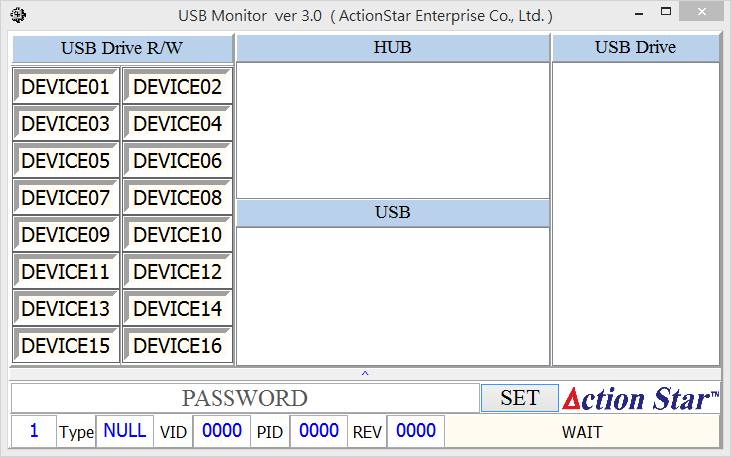 USB Monitor ver 3.0 ( ActionStar Enterprise Co., Ltd. )
USB Drive R/W
HUB
USB Drive
DEVICE01 DEVICE02
DEVICE03 DEVICE04
DEVICE05 DEVICE06
DEVICE07 DEVICE08
USB
DEVICE09 DEVICE10
DEVICE11 DEVICE12
DEVICE13 DEVICE14
DEVICE15 DEVICE16
PASSWORD SET Action Star™
1 Type NULL VID 0000 PID 0000 REV 0000 WAIT